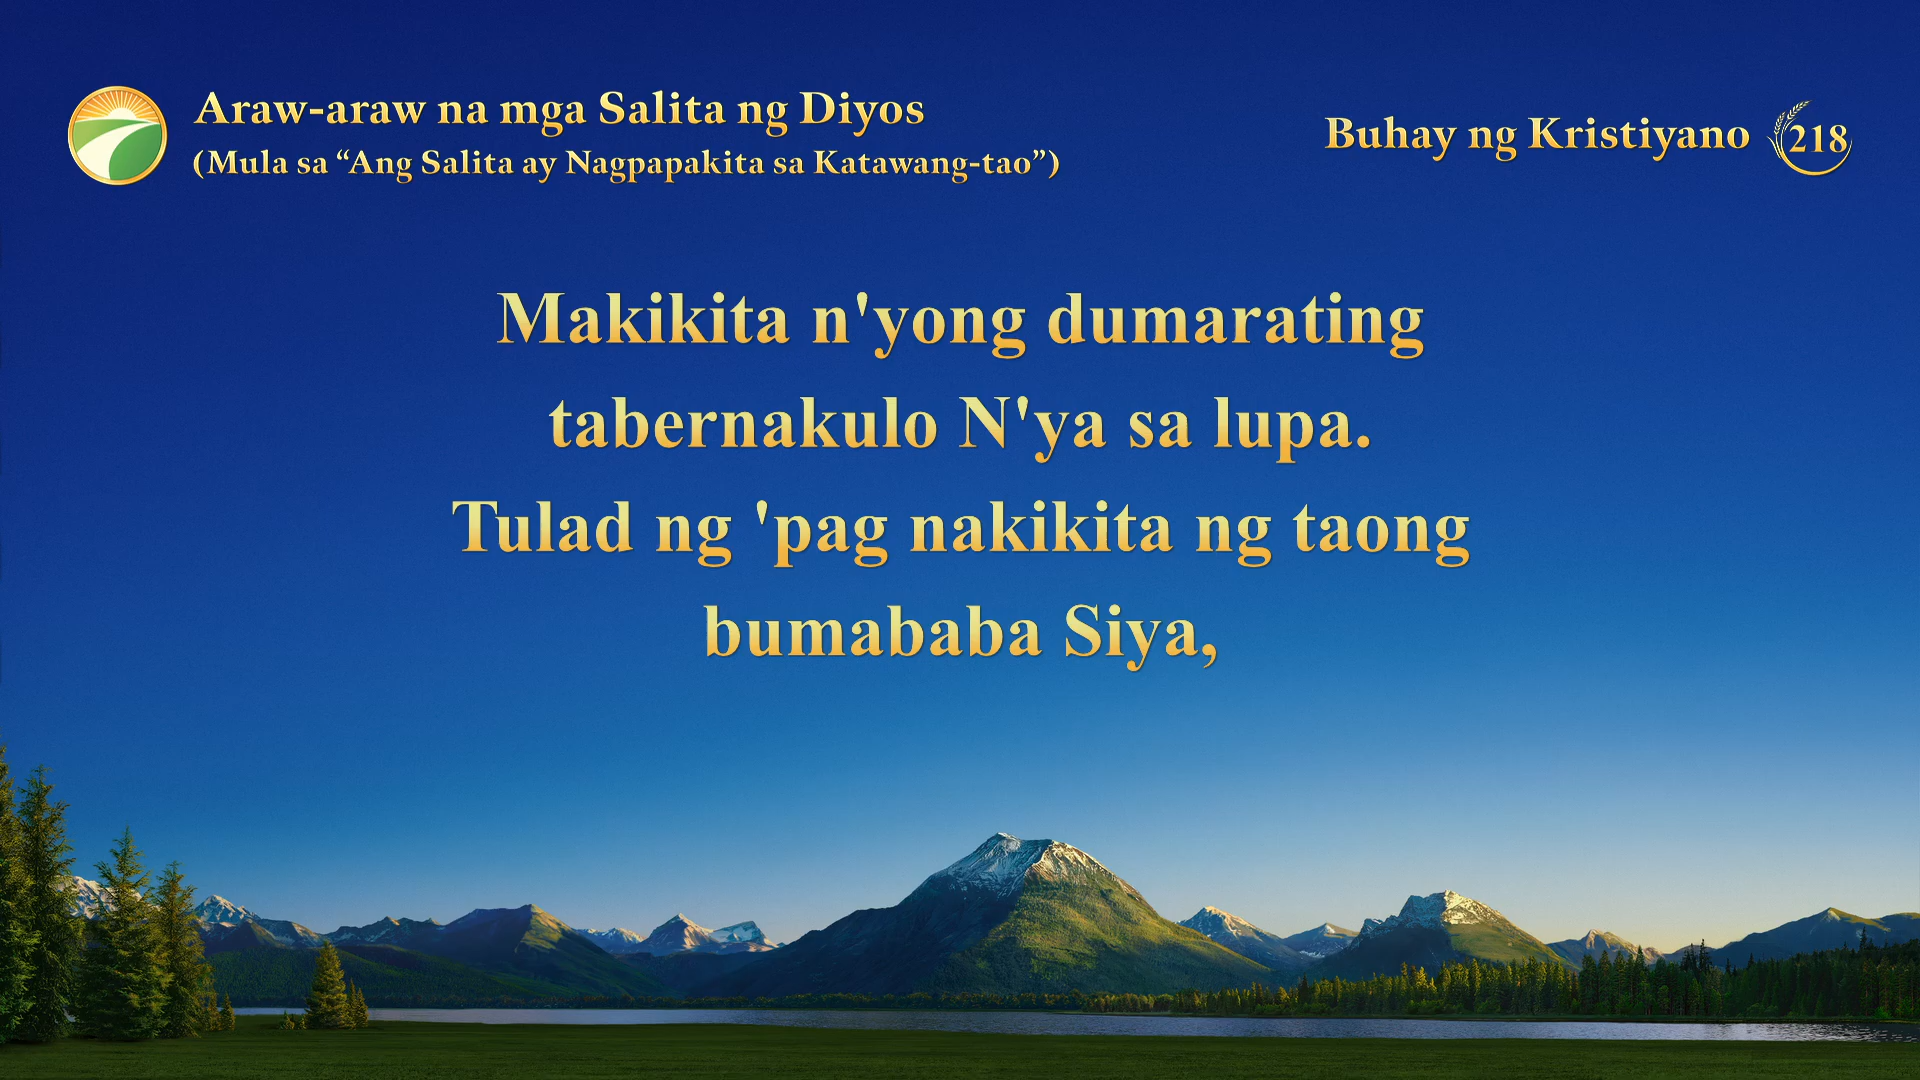 Araw-araw na mga Salita ng Diyos
(Mula sa “Ang Salita ay Nagpapakita sa Katawang-tao”)
Buhay ng Kristiyano 218
Makikita n'yong dumarating
tabernakulo N'ya sa lupa.
Tulad ng 'pag nakikita ng taong
bumababa Siya,